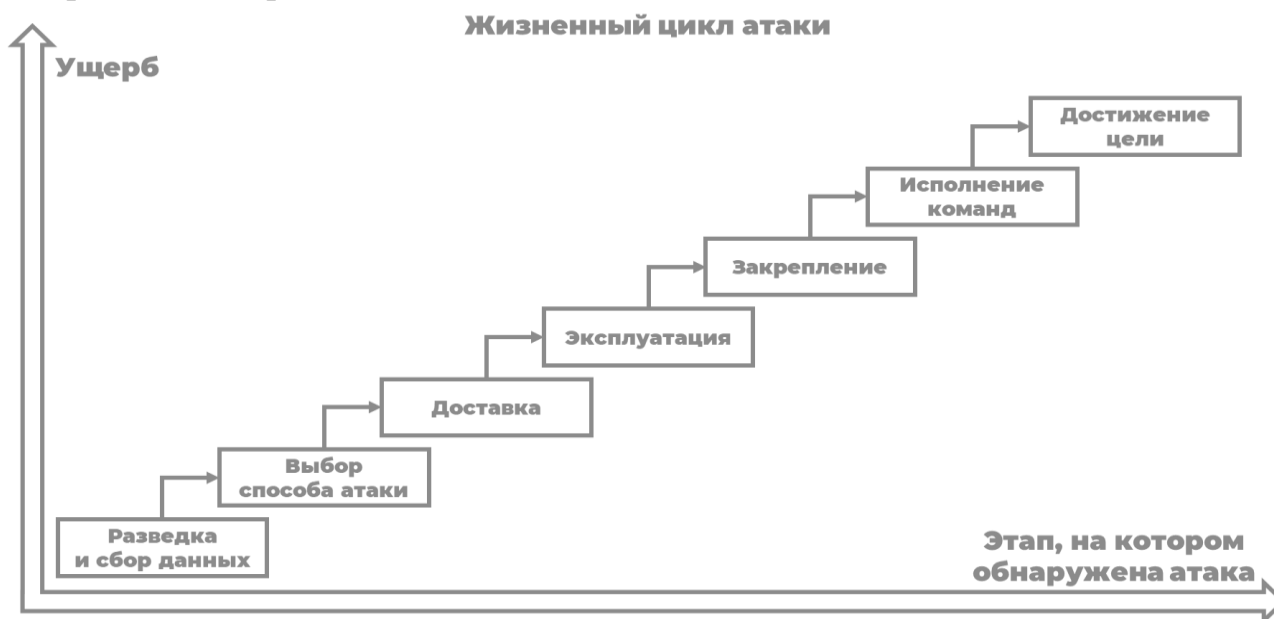 Жизненный цикл атаки
Ущерб
Достижение
цели
Исполнение
команд
Закрепление
Эксплуатация
Доставка
Выбор
способа атаки
Разведка
и сбор данных
Этап, на котором
обнаружена атака